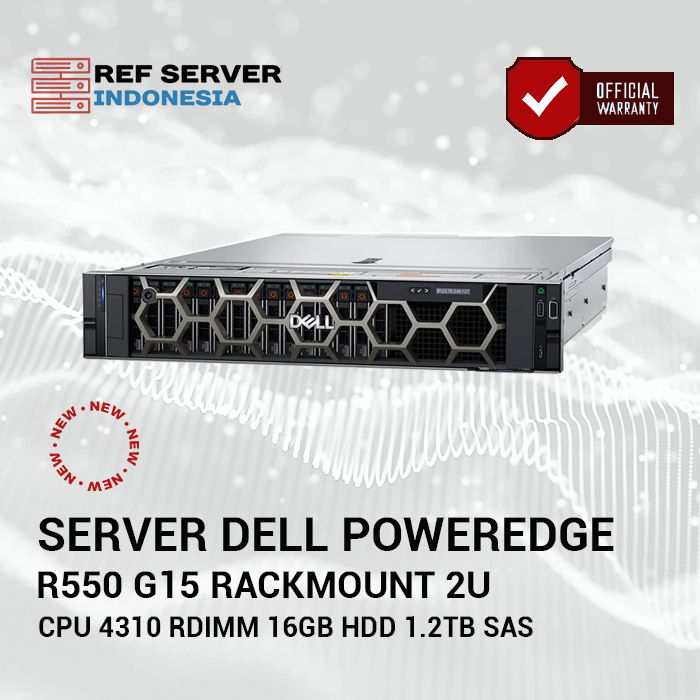 REF SERVER
INDONESIA
OFFICIAL
WARRANTY
DELL
NEW • NEW • NEW • NEW • NEW •
SERVER DELL POWEREDGE
R550 G15 RACKMOUNT 2U
CPU 4310 RDIMM 16GB HDD 1.2TB SAS